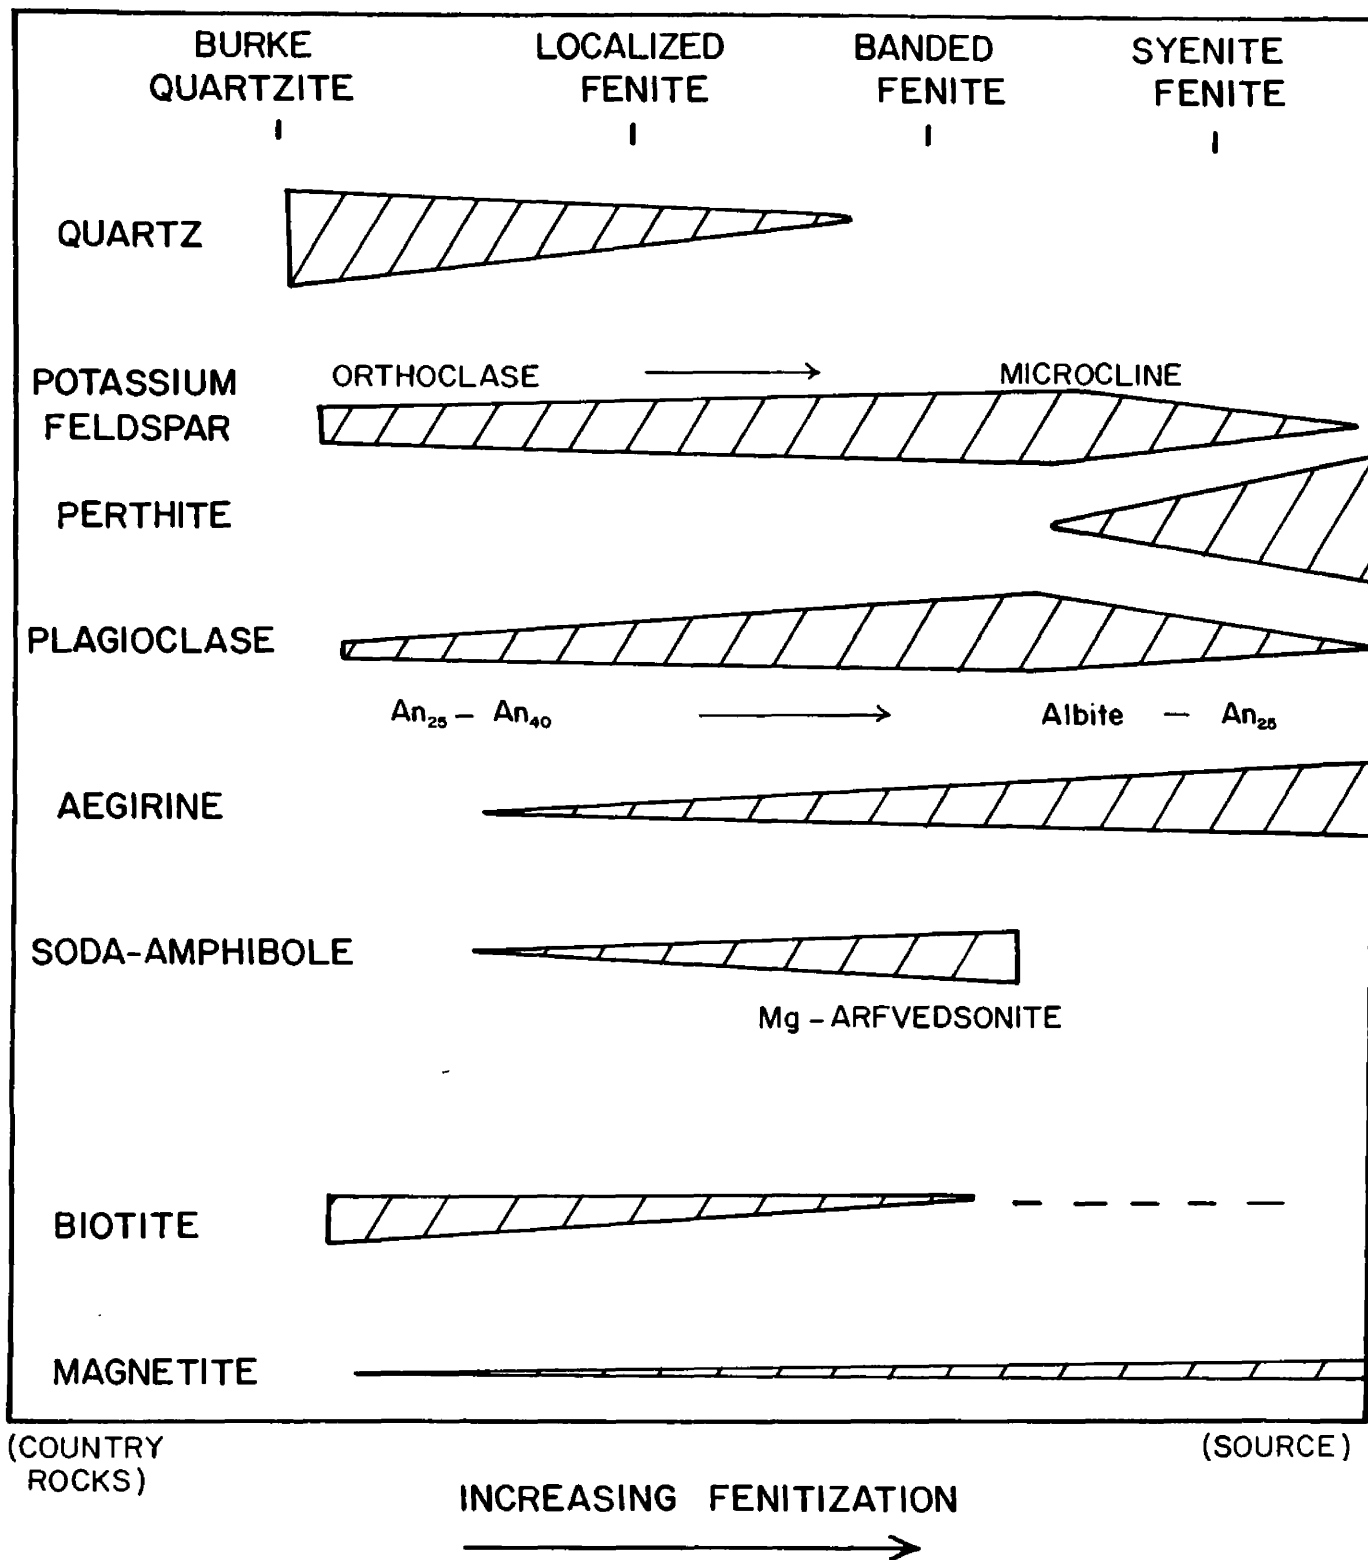 BURKE
QUARTZITE
LOCALIZED
FENITE
BANDED
FENITE
SYENITE
FENITE
QUARTZ
POTASSIUM
FELDSPAR
ORTHOCLASE
MICROCLINE
PERTHITE
PLAGIOCLASE
An₂₅ – An₄₀
Albite – An₂₅
AEGIRINE
SODA-AMPHIBOLE
Mg – ARFVEDSONITE
BIOTITE
MAGNETITE
(COUNTRY
ROCKS)
(SOURCE)
INCREASING FENITIZATION